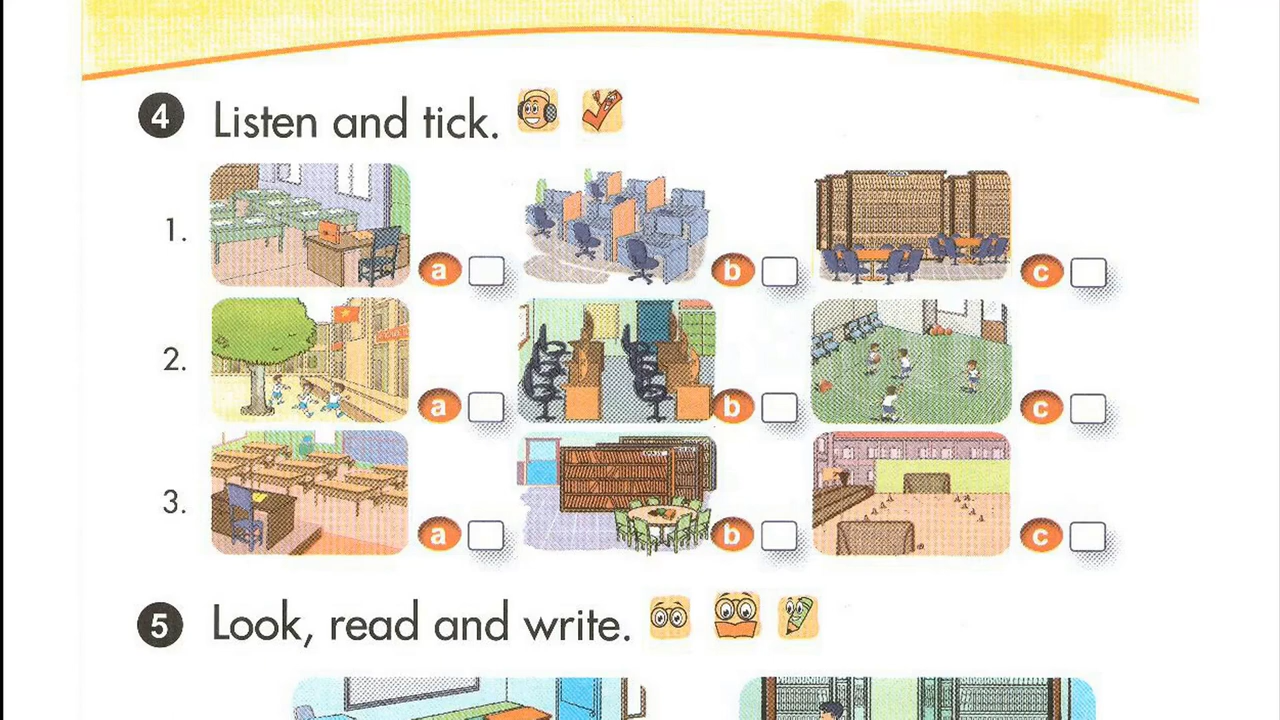 4 Listen and tick.
1. a b c
2. a b c
3. a b c
5 Look, read and write.